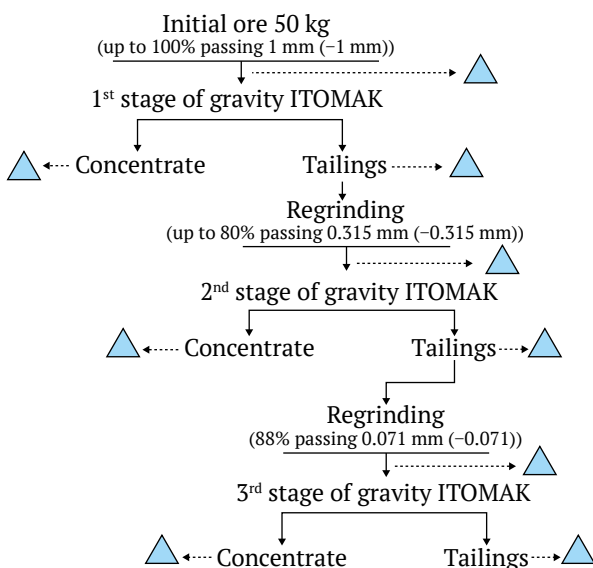 Initial ore 50 kg
(up to 100% passing 1 mm (−1 mm))
1st stage of gravity ITOMAK
Concentrate
Tailings
Regrinding
(up to 80% passing 0.315 mm (−0.315 mm))
2nd stage of gravity ITOMAK
Concentrate
Tailings
Regrinding
(88% passing 0.071 mm (−0.071))
3rd stage of gravity ITOMAK
Concentrate
Tailings